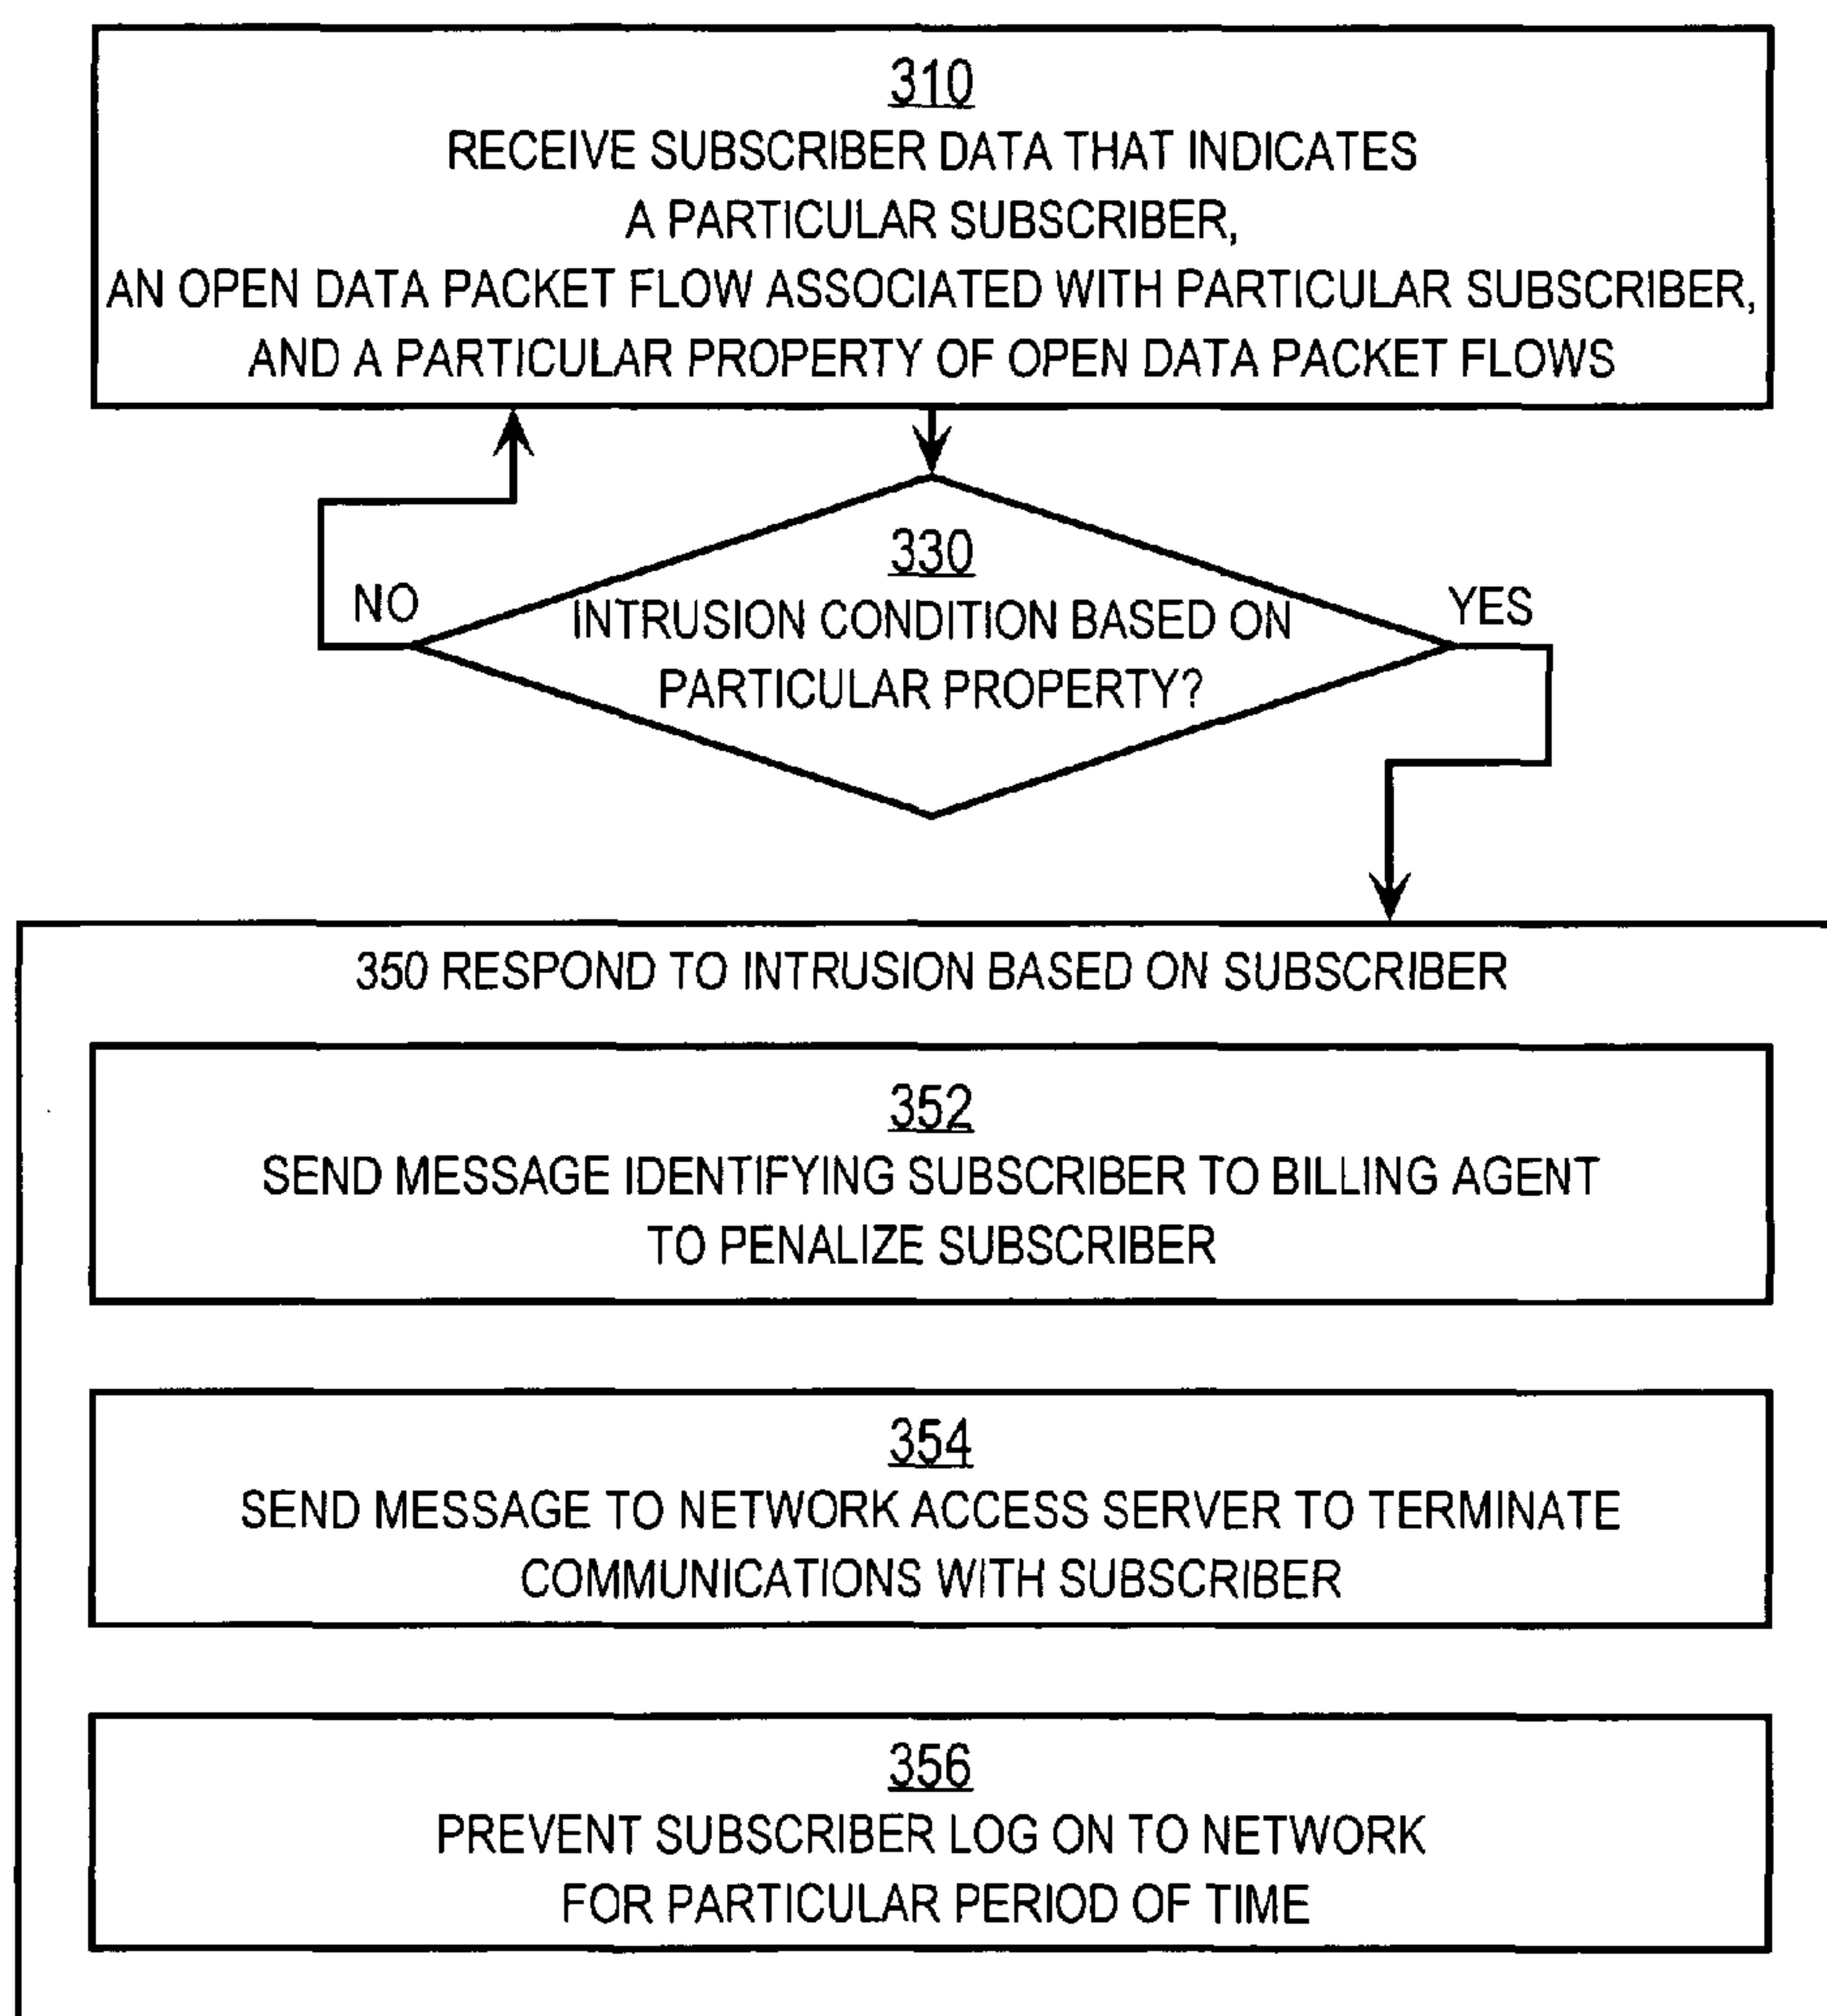 310
RECEIVE SUBSCRIBER DATA THAT INDICATES
A PARTICULAR SUBSCRIBER,
AN OPEN DATA PACKET FLOW ASSOCIATED WITH PARTICULAR SUBSCRIBER,
AND A PARTICULAR PROPERTY OF OPEN DATA PACKET FLOWS
330
INTRUSION CONDITION BASED ON
PARTICULAR PROPERTY?
NO
YES
350 RESPOND TO INTRUSION BASED ON SUBSCRIBER
352
SEND MESSAGE IDENTIFYING SUBSCRIBER TO BILLING AGENT
TO PENALIZE SUBSCRIBER
354
SEND MESSAGE TO NETWORK ACCESS SERVER TO TERMINATE
COMMUNICATIONS WITH SUBSCRIBER
356
PREVENT SUBSCRIBER LOG ON TO NETWORK
FOR PARTICULAR PERIOD OF TIME